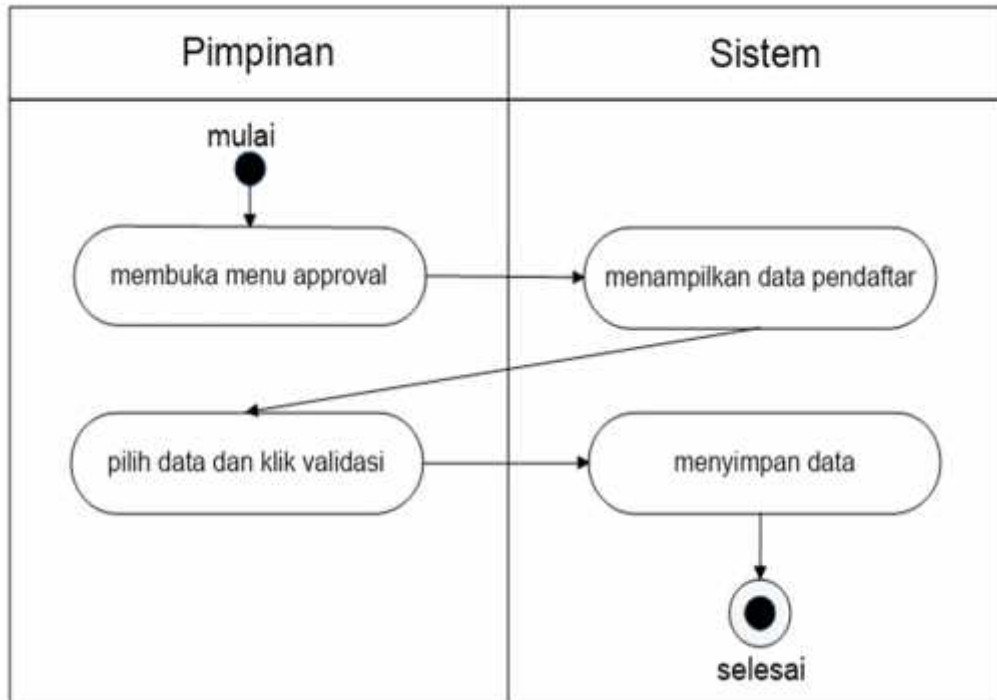 Pimpinan
Sistem
mulai
membuka menu approval
menampilkan data pendaftar
pilih data dan klik validasi
menyimpan data
selesai